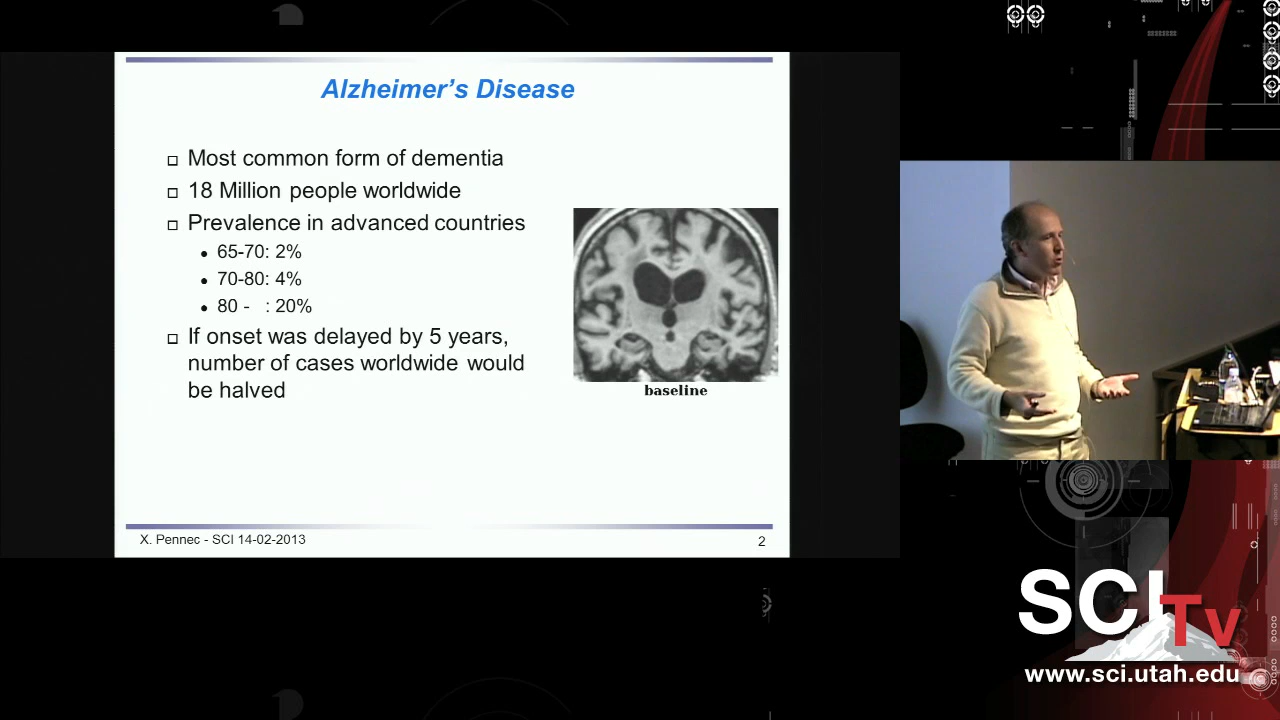 Alzheimer's Disease
Most common form of dementia
18 Million people worldwide
Prevalence in advanced countries
65-70: 2%
70-80: 4%
80 -   : 20%
If onset was delayed by 5 years,
number of cases worldwide would
be halved
baseline
X. Pennec - SCI 14-02-2013
2
SCI
TV
www.sci.utah.edu